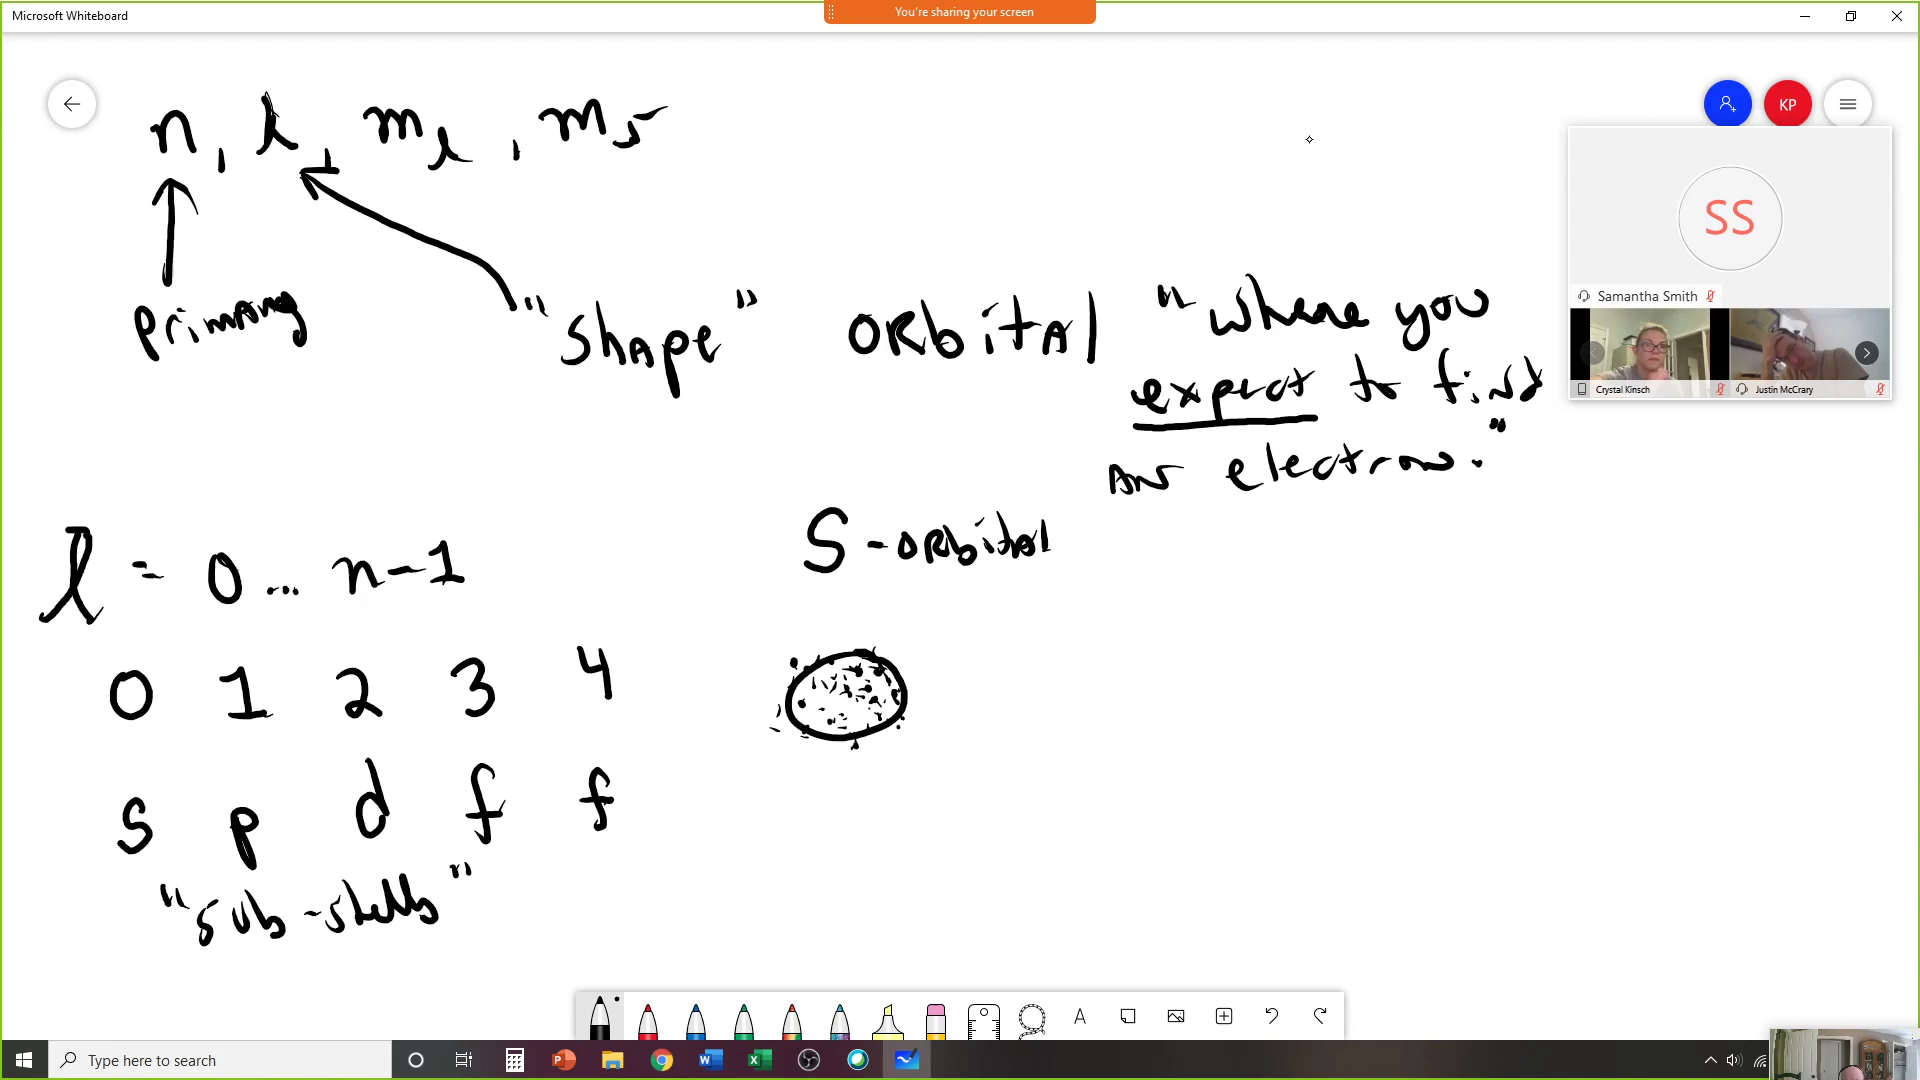 Microsoft Whiteboard
You're sharing your screen
n, l, ml, ms
KP
SS
Samantha Smith
Crystal Kinsch
Justin McCrary
primary
"shape"
orbital
"where you
expect to find
an electron."
l = 0... n-1
s-orbital
0 1 2 3 4
s p d f f
"sub-shells"
A
Type here to search